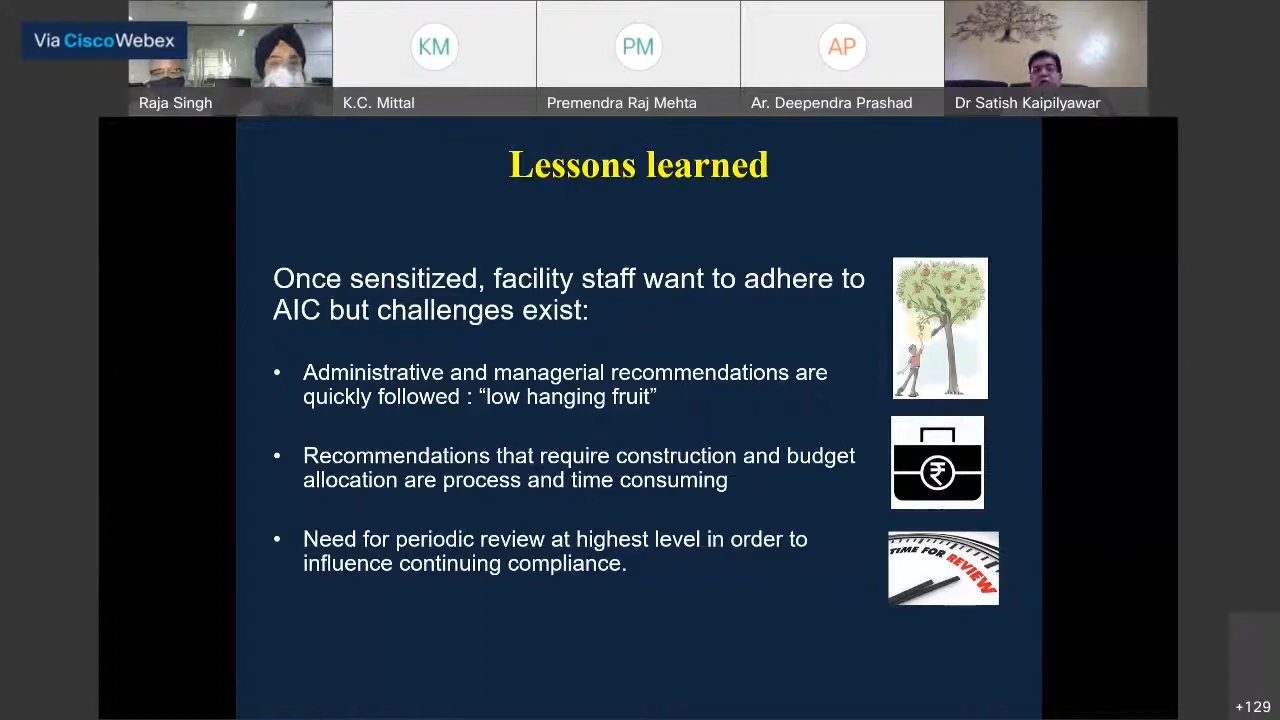 Via CiscoWebex
KM
PM
AP
Raja Singh
K.C. Mittal
Premendra Raj Mehta
Ar. Deependra Prashad
Dr Satish Kaipilyawar
Lessons learned
Once sensitized, facility staff want to adhere to
AIC but challenges exist:
• Administrative and managerial recommendations are
quickly followed : “low hanging fruit”
• Recommendations that require construction and budget
allocation are process and time consuming
₹
• Need for periodic review at highest level in order to
influence continuing compliance.
TIME FOR REVIEW
+129